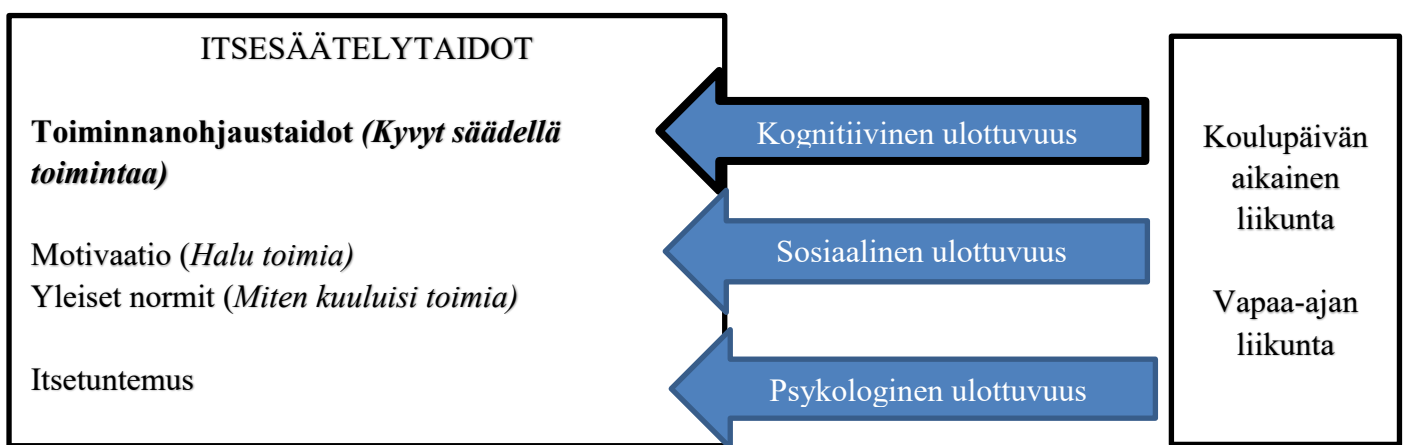 ITSESÄÄTELYTAIDOT
Toiminnanohjaustaidot (Kyvyt säädellä
toimintaa)
Motivaatio (Halu toimia)
Yleiset normit (Miten kuuluisi toimia)
Itsetuntemus
Kognitiivinen ulottuvuus
Sosiaalinen ulottuvuus
Psykologinen ulottuvuus
Koulupäivän
aikainen
liikunta
Vapaa-ajan
liikunta